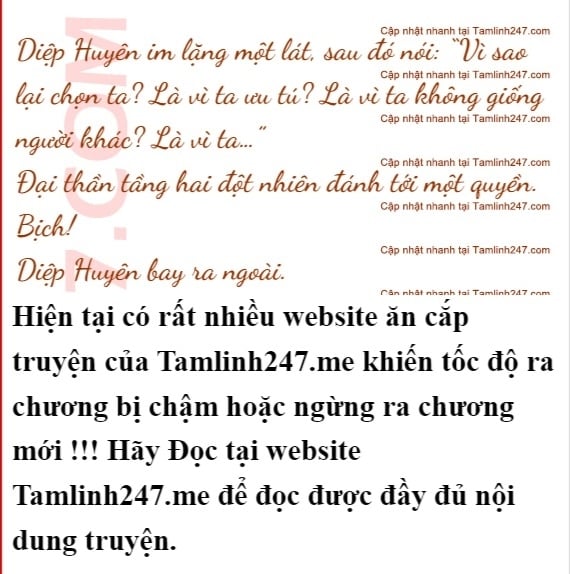 Cập nhật nhanh tại Tamlinh247.com
Diệp Huyên im lặng một lát, sau đó nói: "Vì sao
Cập nhật nhanh tại Tamlinh247.com
lại chọn ta? Là vì ta ưu tú? Là vì ta không giống
Cập nhật nhanh tại Tamlinh247.com
người khác? Là vì ta..."
Cập nhật nhanh tại Tamlinh247.com
Đại thần tầng hai đột nhiên đánh tới một quyền.
Cập nhật nhanh tại Tamlinh247.com
Bịch!
Cập nhật nhanh tại Tamlinh247.com
Diệp Huyên bay ra ngoài.
Cập nhật nhanh tại Tamlinh247.com
7.COM
Hiện tại có rất nhiều website ăn cắp
truyện của Tamlinh247.me khiến tốc độ ra
chương bị chậm hoặc ngừng ra chương
mới !!! Hãy Đọc tại website
Tamlinh247.me để đọc được đầy đủ nội
dung truyện.